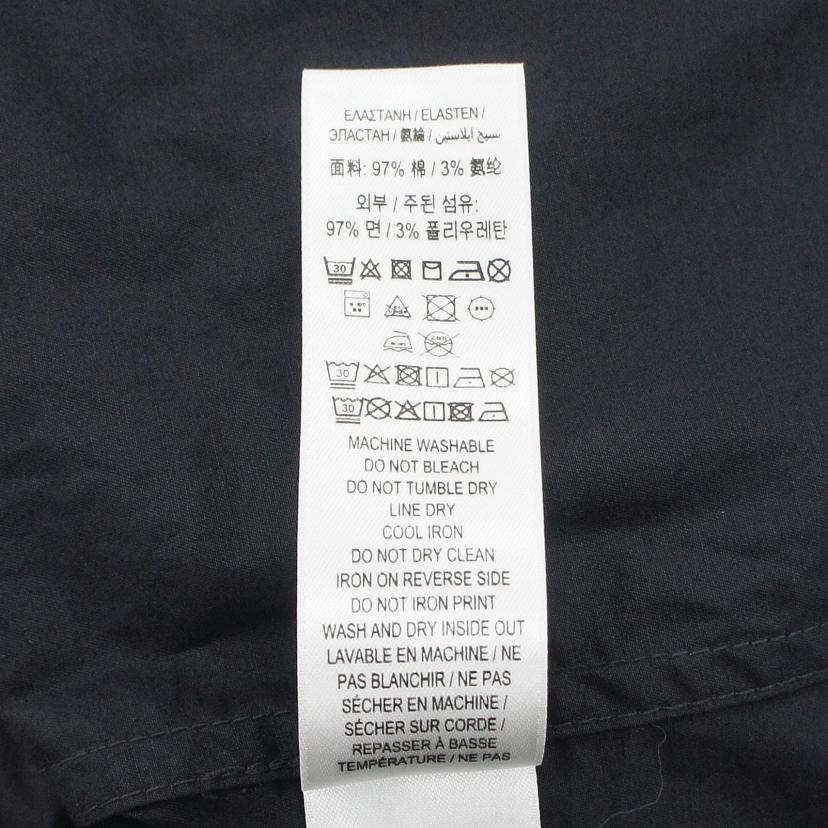 ΕΛΑΣΤΑΝΗ / ELASTEN /
ЭЛАСТАН / 氨綸 / نسيج ايلاستين
面料: 97% 棉 / 3% 氨纶
외부 / 주된 섬유:
97% 면 / 3% 폴리우레탄
30
30
30
MACHINE WASHABLE
DO NOT BLEACH
DO NOT TUMBLE DRY
LINE DRY
COOL IRON
DO NOT DRY CLEAN
IRON ON REVERSE SIDE
DO NOT IRON PRINT
WASH AND DRY INSIDE OUT
LAVABLE EN MACHINE / NE
PAS BLANCHIR / NE PAS
SÉCHER EN MACHINE /
SÉCHER SUR CORDE /
REPASSER À BASSE
TEMPÉRATURE / NE PAS